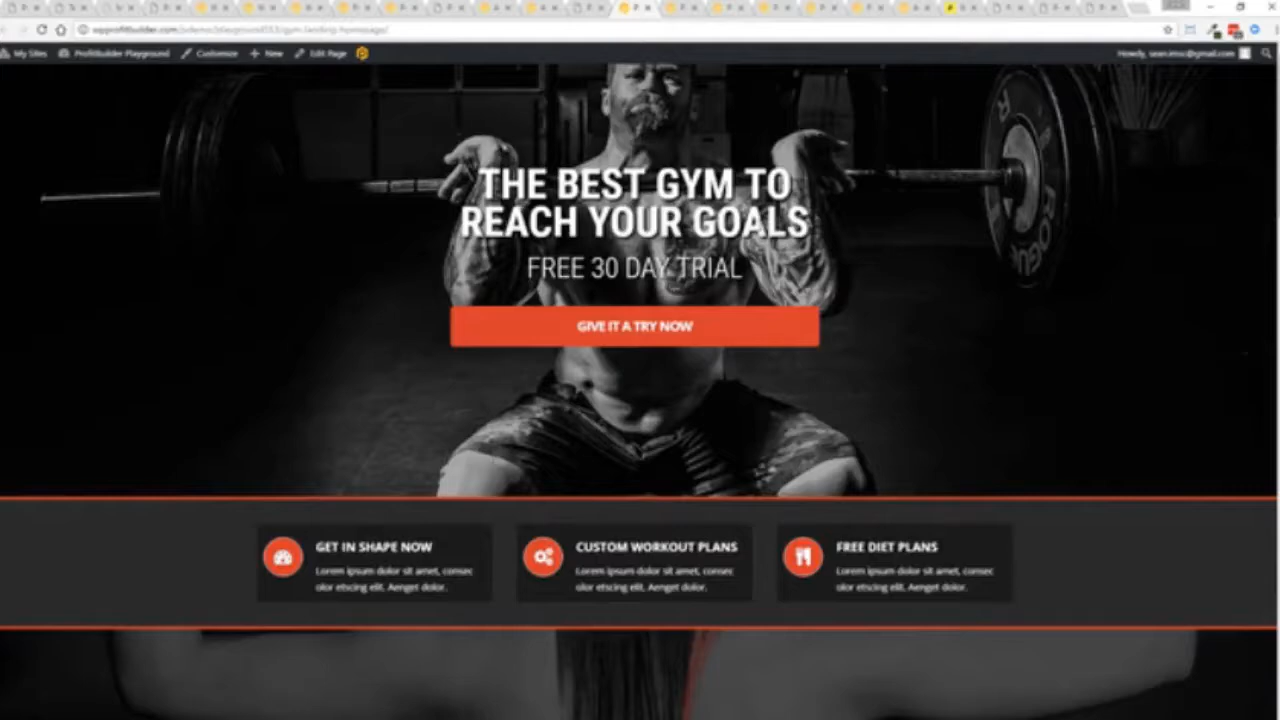 My Sites ProfitBuilder Playground Customize + New Edit Page
THE BEST GYM TO
REACH YOUR GOALS
FREE 30 DAY TRIAL
GIVE IT A TRY NOW
GET IN SHAPE NOW
Lorem ipsum dolor sit amet, consec
olor etscing elit. Aenget dolor.
CUSTOM WORKOUT PLANS
Lorem ipsum dolor sit amet, consec
olor etscing elit. Aenget dolor.
FREE DIET PLANS
Lorem ipsum dolor sit amet, consec
olor etscing elit. Aenget dolor.